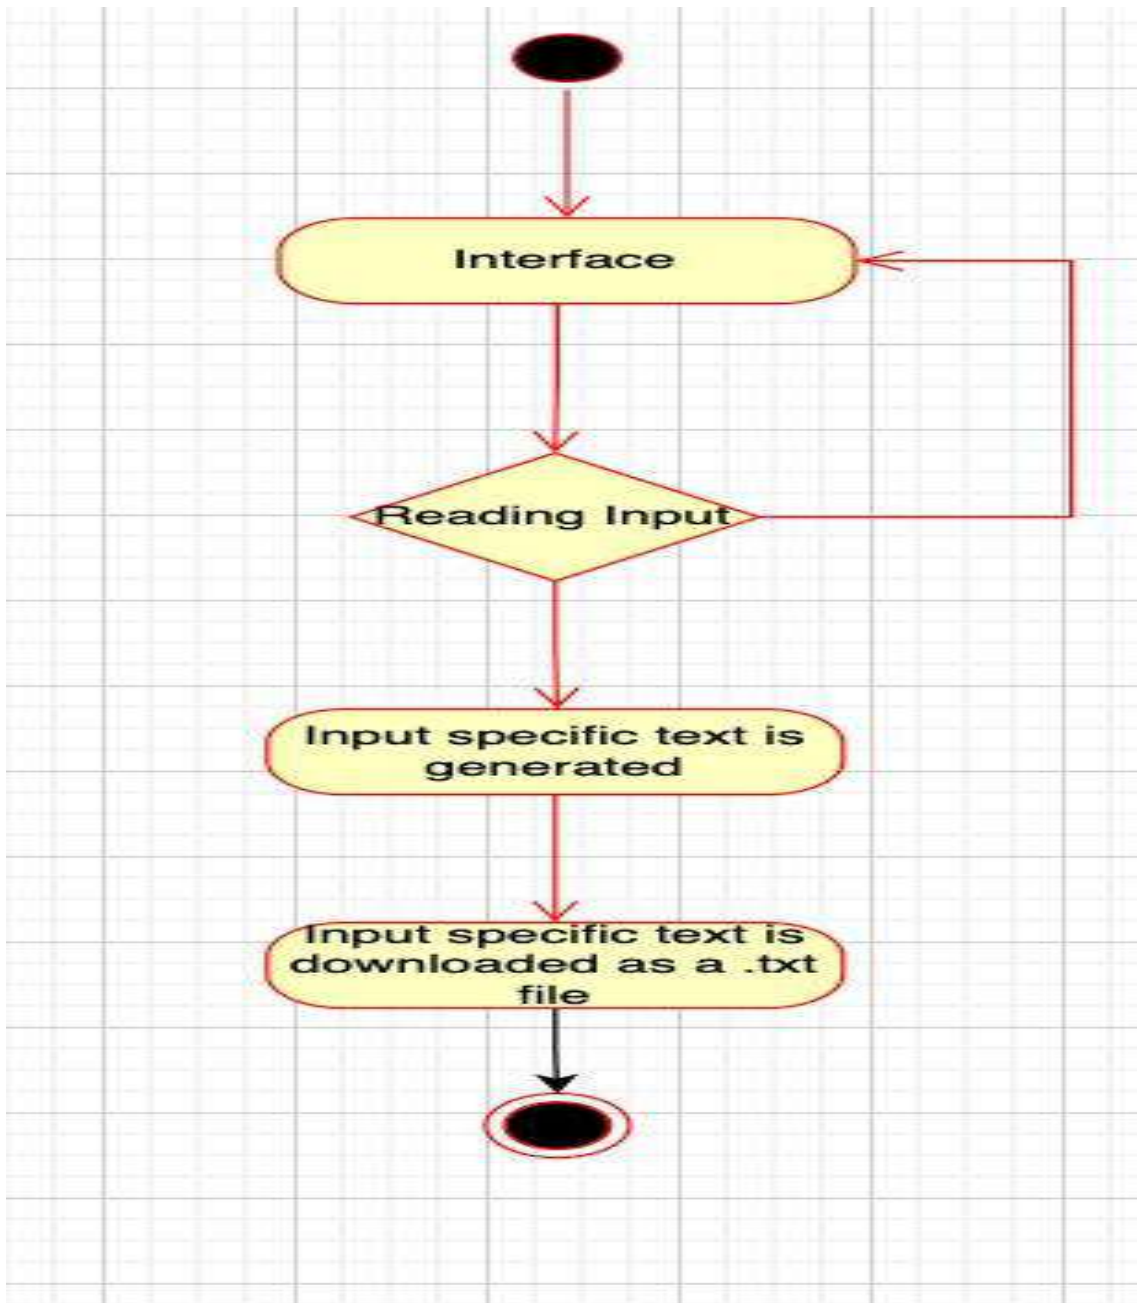 Interface
Reading Input
Input specific text is
generated
Input specific text is
downloaded as a .txt
file